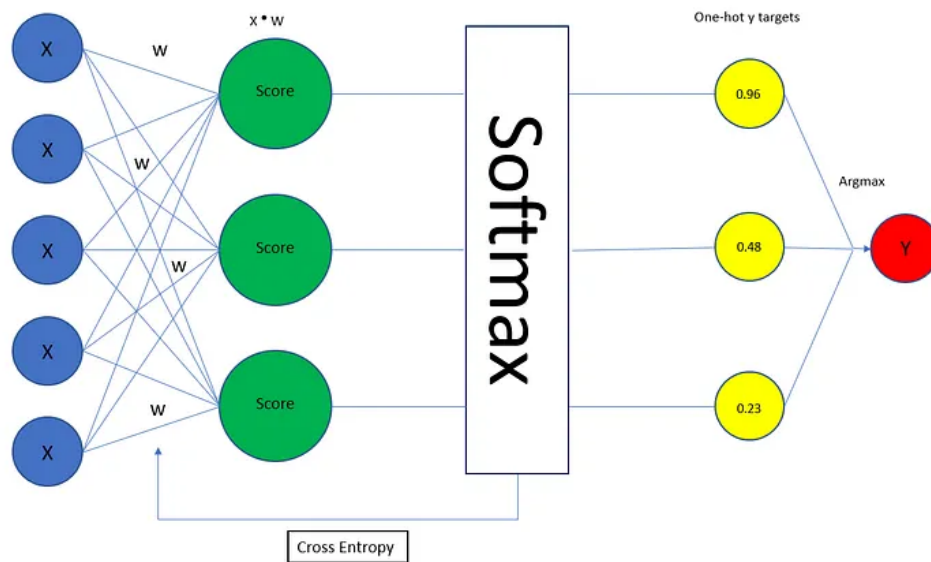 x • w
One-hot y targets
X
W
Score
0.96
X
W
Argmax
X
Score
Softmax
0.48
Y
W
X
W
Score
0.23
X
Cross Entropy